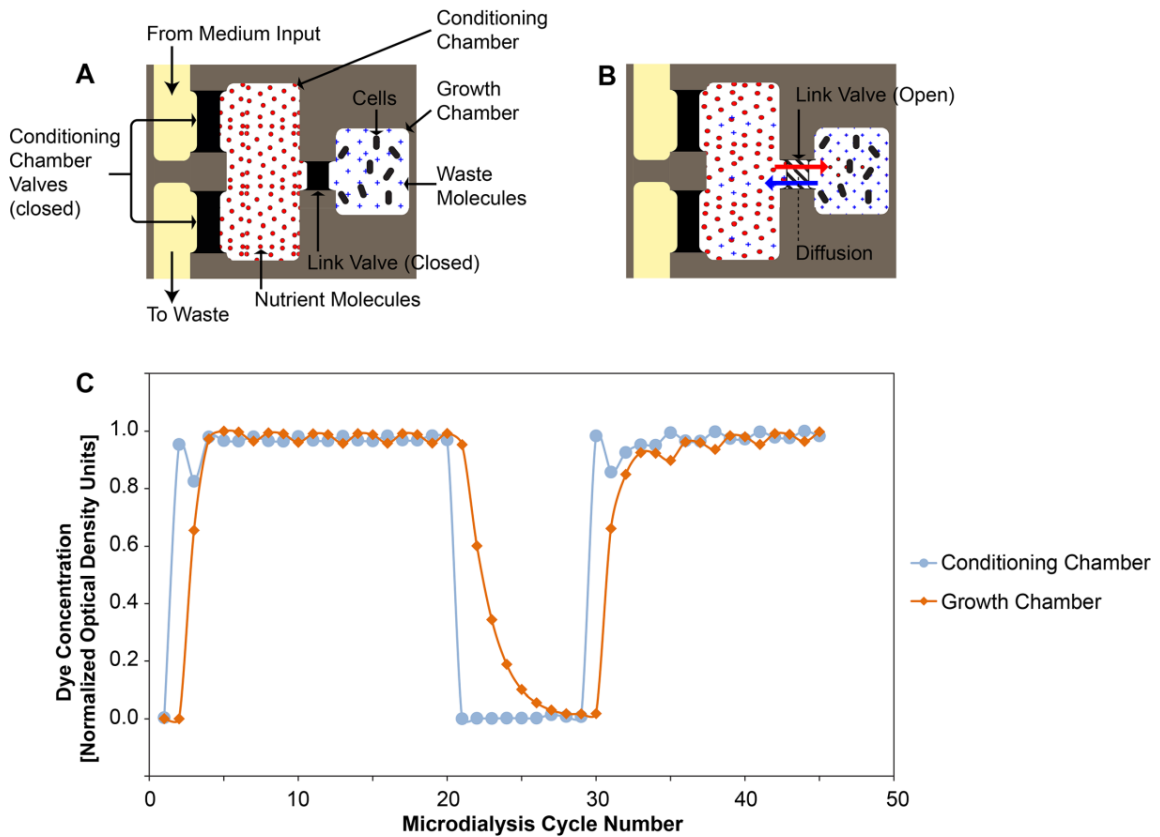 A
From Medium Input
Conditioning
Chamber
Cells
Growth
Chamber
Conditioning
Chamber
Valves
(closed)
Waste
Molecules
Link Valve (Closed)
Nutrient Molecules
To Waste
B
Link Valve (Open)
Diffusion
C
Dye Concentration
[Normalized Optical Density Units]
1.0
0.8
0.6
0.4
0.2
0.0
0
10
20
30
40
50
Microdialysis Cycle Number
Conditioning Chamber
Growth Chamber